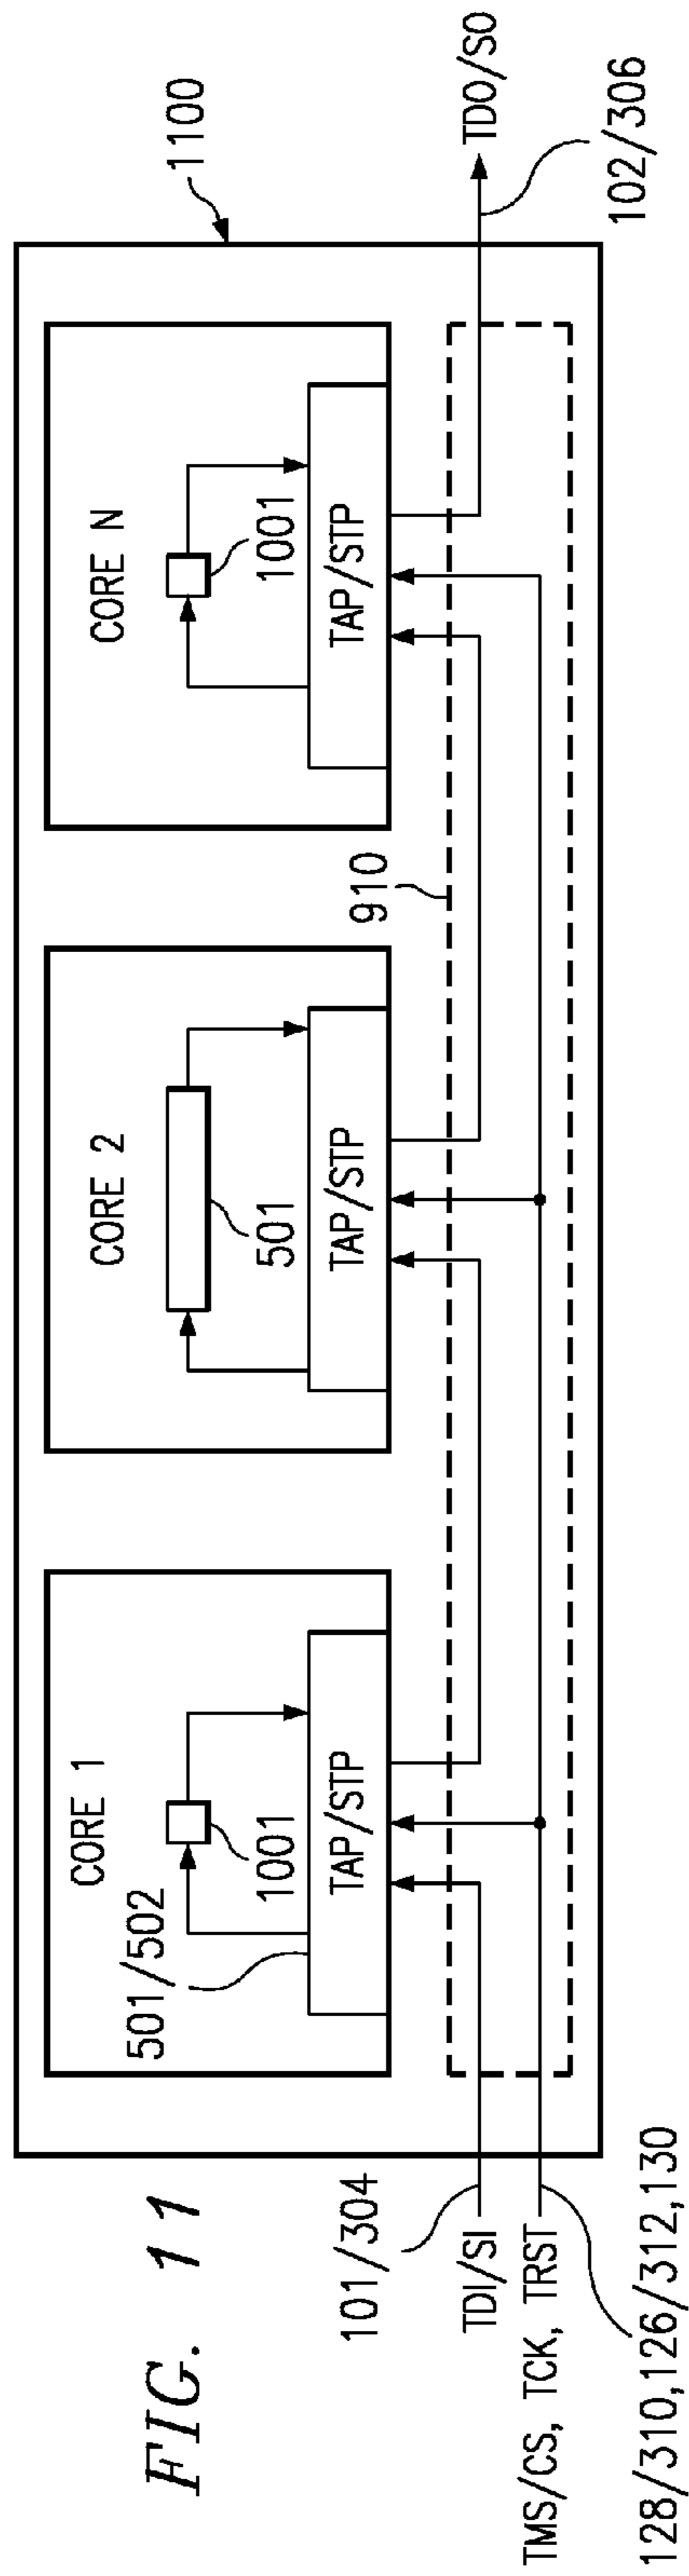 FIG. 11
1100
CORE 1
CORE 2
CORE N
501/502
1001
501
1001
TAP/STP
TAP/STP
TAP/STP
910
101/304
TDI/SI
TDO/SO
TMS/CS, TCK, TRST
102/306
128/310,126/312,130